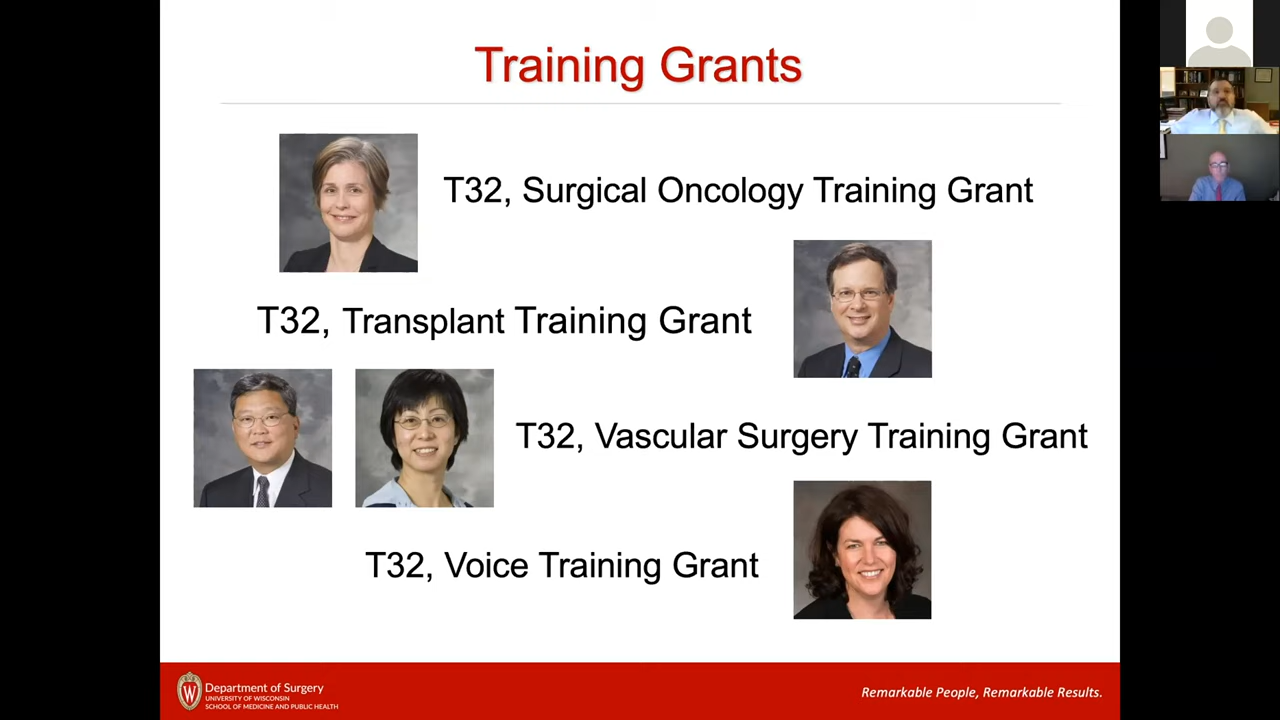 Training Grants
T32, Surgical Oncology Training Grant
T32, Transplant Training Grant
T32, Vascular Surgery Training Grant
T32, Voice Training Grant
W
Department of Surgery
UNIVERSITY OF WISCONSIN
SCHOOL OF MEDICINE AND PUBLIC HEALTH
Remarkable People, Remarkable Results.